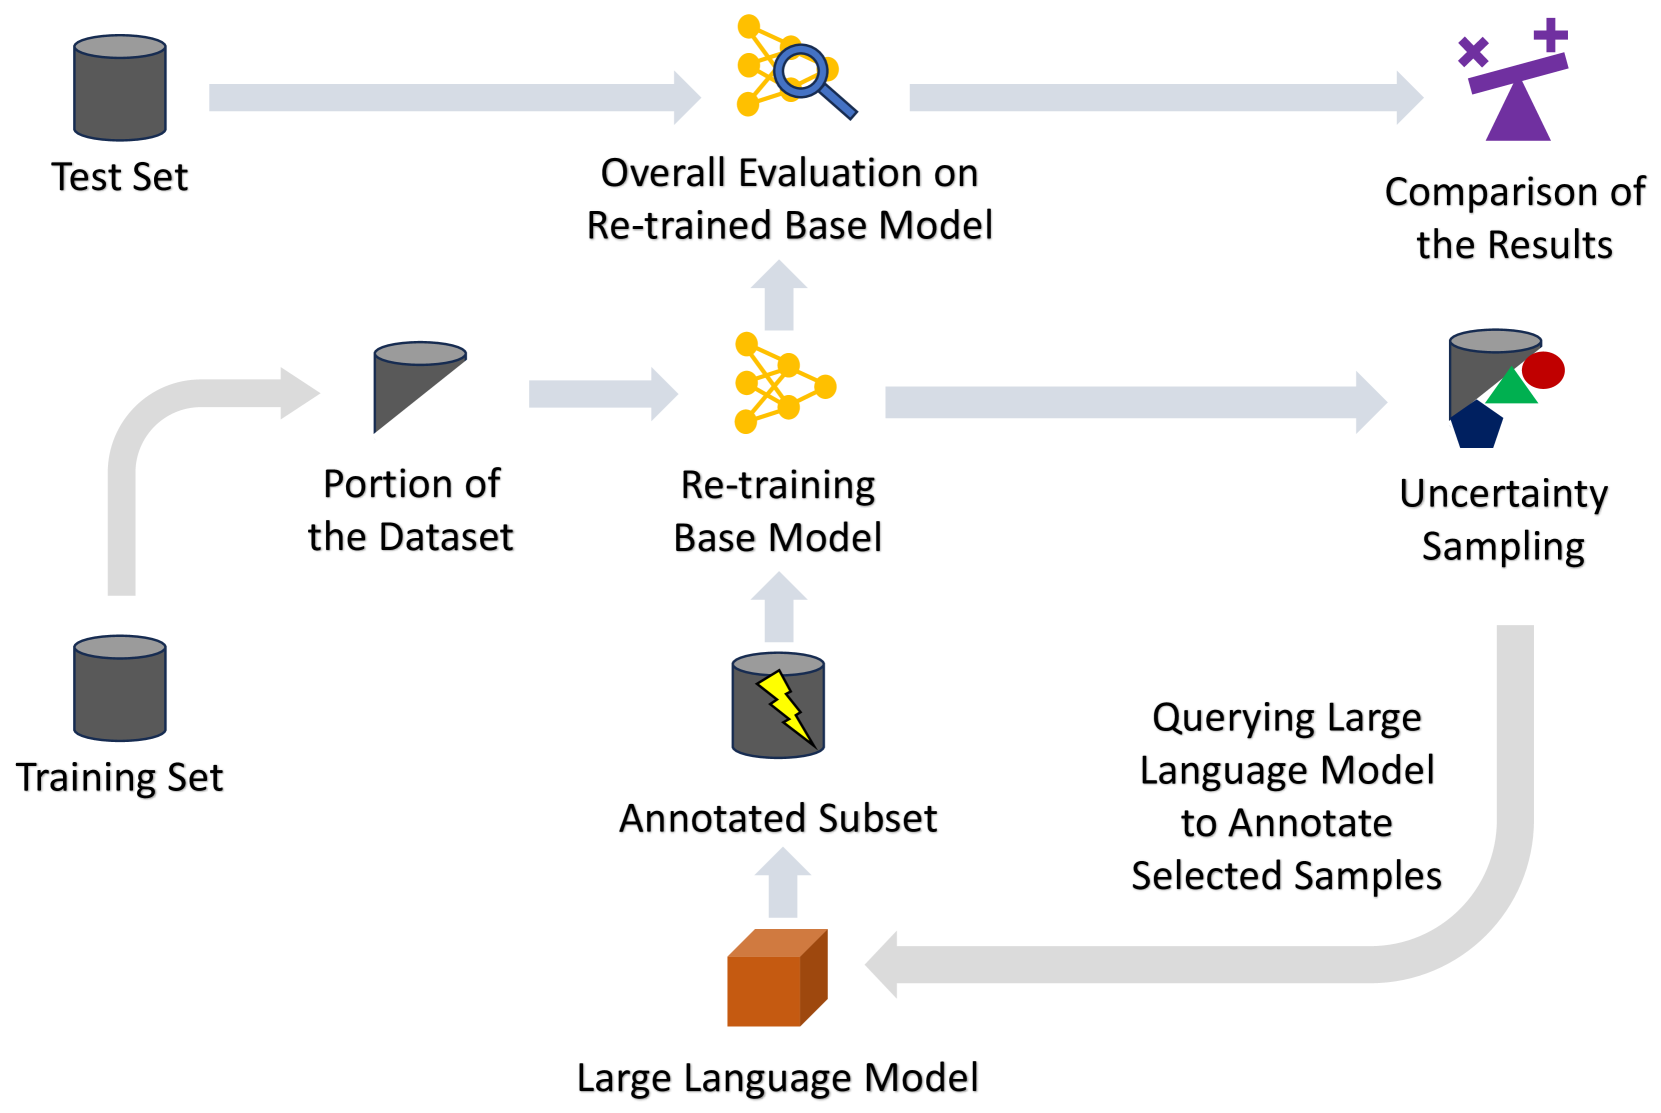 Test Set
Overall Evaluation on
Re-trained Base Model
Comparison of
the Results
Portion of
the Dataset
Re-training
Base Model
Uncertainty
Sampling
Training Set
Annotated Subset
Querying Large
Language Model
to Annotate
Selected Samples
Large Language Model